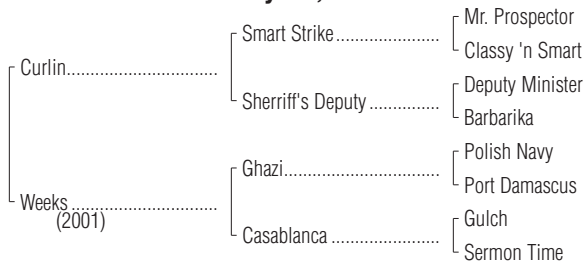 Mr. Prospector
Smart Strike
Classy 'n Smart
Curlin
Deputy Minister
Sherriff's Deputy
Barbarika
Polish Navy
Ghazi
Port Damascus
Weeks
(2001)
Gulch
Casablanca
Sermon Time